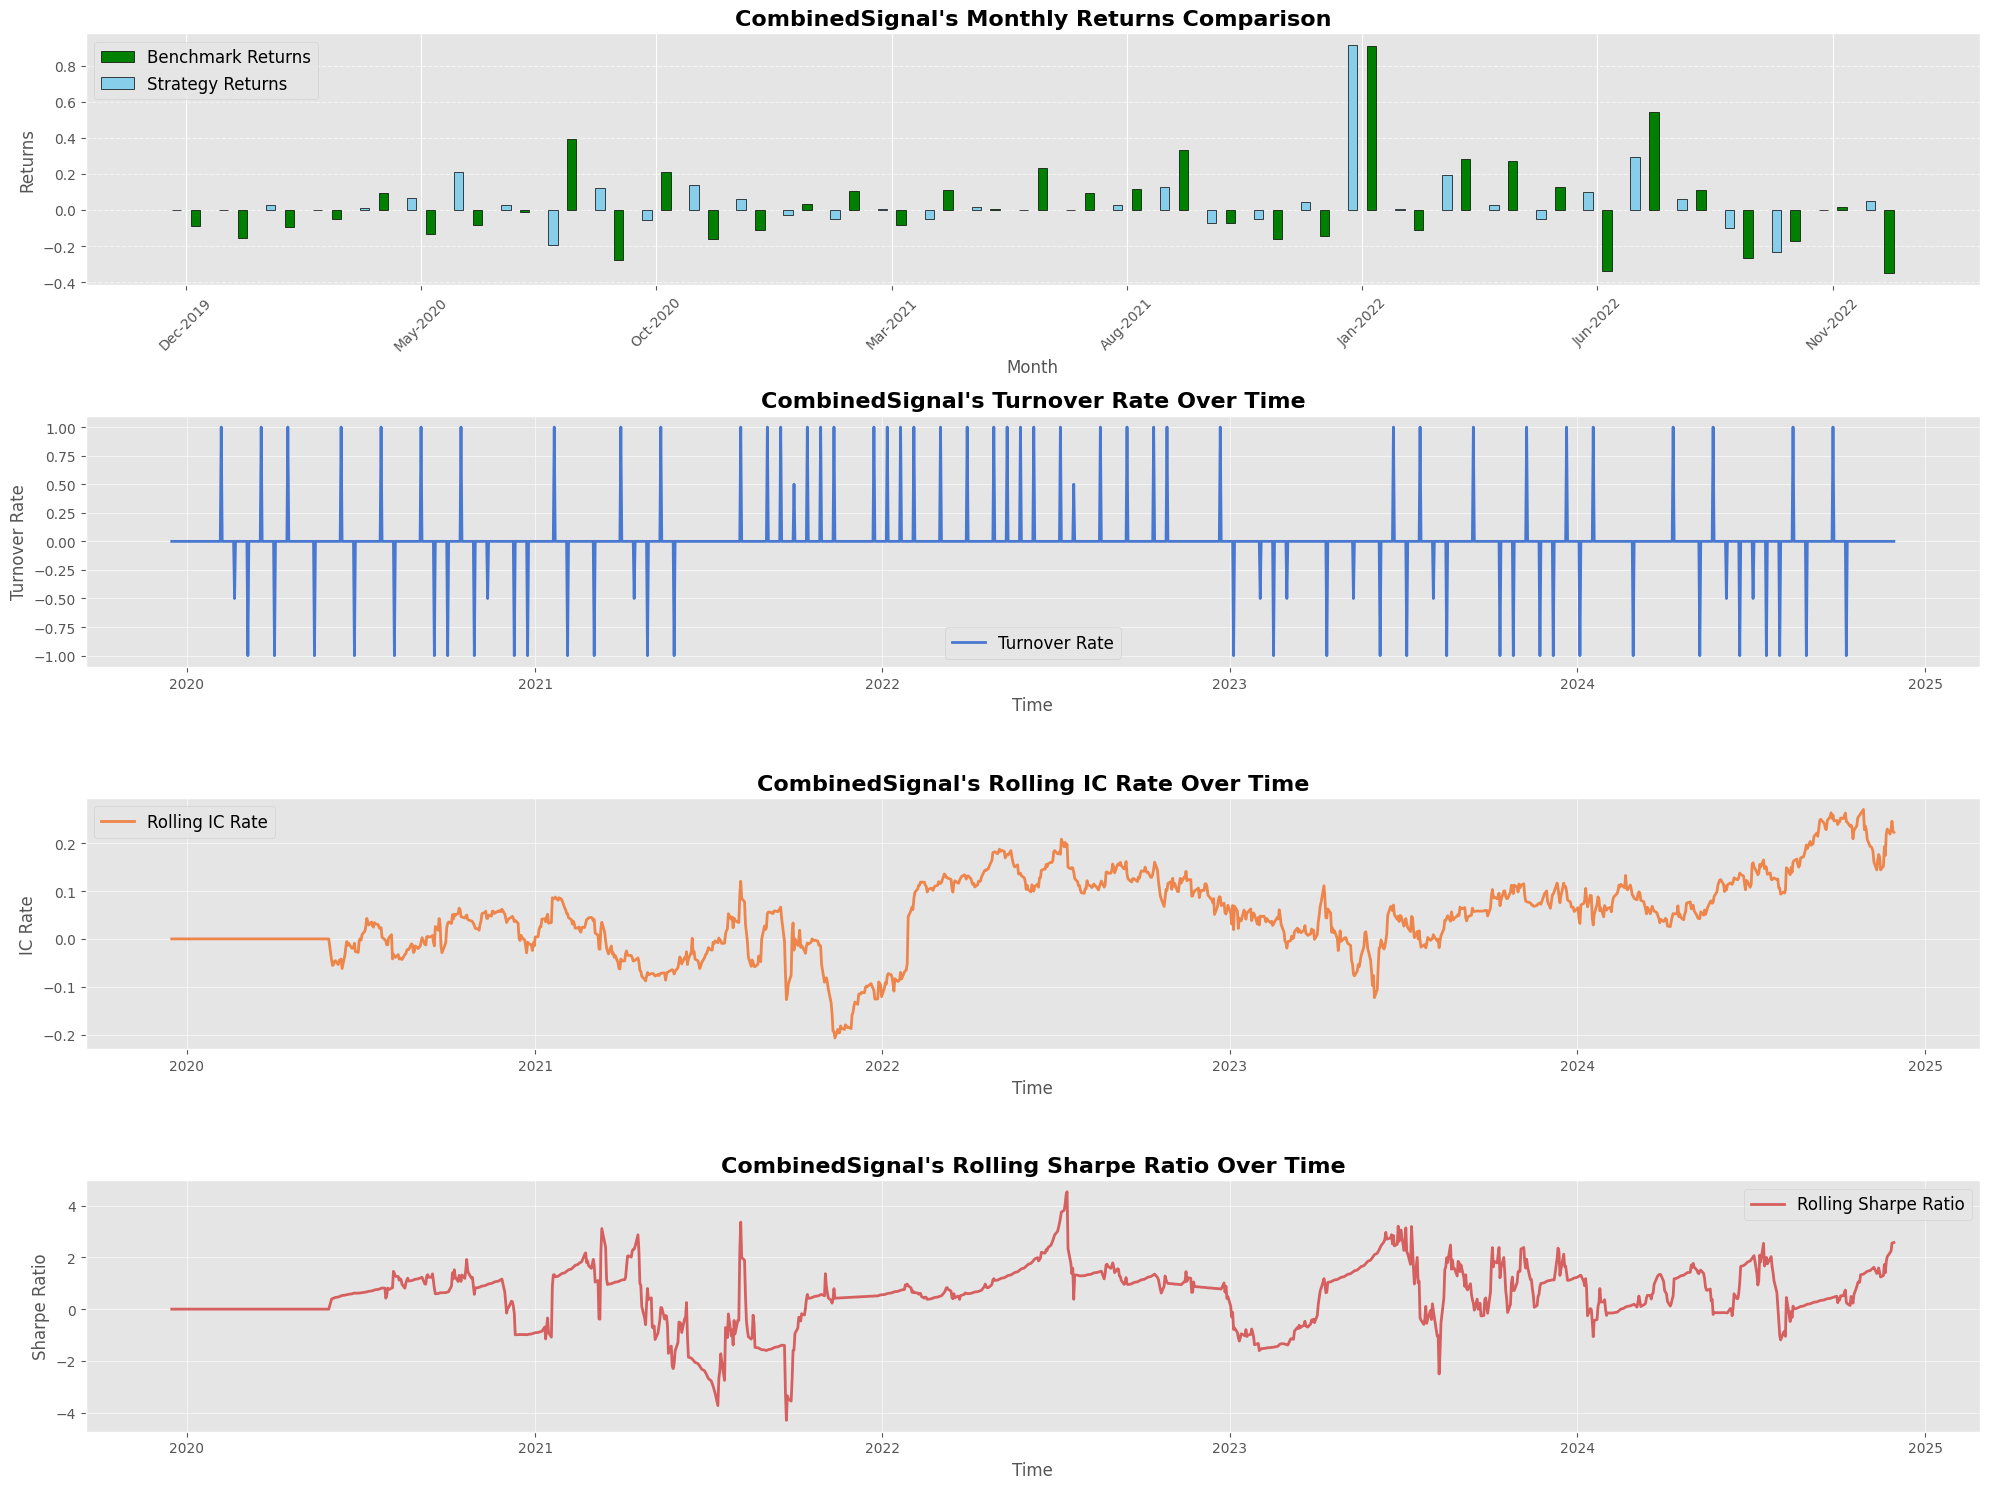 CombinedSignal's Monthly Returns Comparison
Benchmark Returns
Strategy Returns
Returns
0.8
0.6
0.4
0.2
0.0
−0.2
−0.4
Dec-2019
May-2020
Oct-2020
Mar-2021
Aug-2021
Jan-2022
Jun-2022
Nov-2022
Month
CombinedSignal's Turnover Rate Over Time
Turnover Rate
1.00
0.75
0.50
0.25
0.00
−0.25
−0.50
−0.75
−1.00
Turnover Rate
2020 2021 2022 2023 2024 2025
Time
CombinedSignal's Rolling IC Rate Over Time
Rolling IC Rate
IC Rate
0.2
0.1
0.0
−0.1
−0.2
2020 2021 2022 2023 2024 2025
Time
CombinedSignal's Rolling Sharpe Ratio Over Time
Rolling Sharpe Ratio
Sharpe Ratio
4
2
0
−2
−4
2020 2021 2022 2023 2024 2025
Time